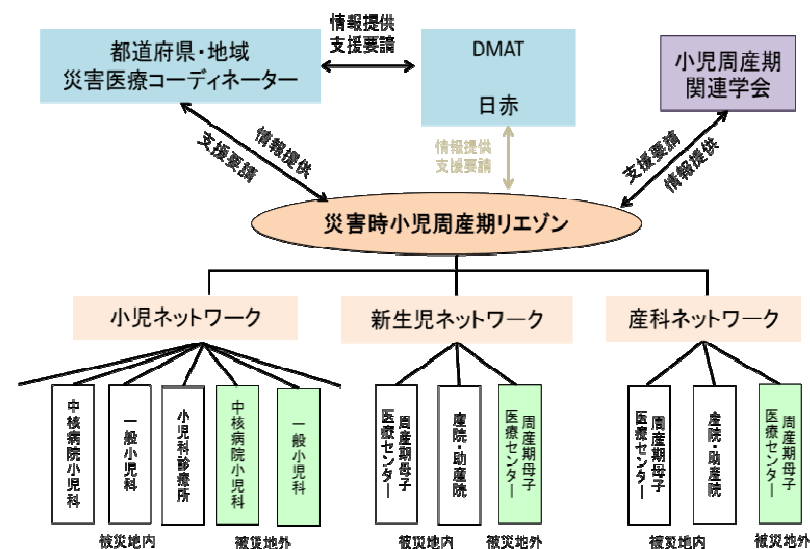 情報提供
支援要請
都道府県・地域
災害医療コーディネーター
DMAT
日赤
小児周産期
関連学会
情報提供
支援要請
情報提供
支援要請
支援要請
情報提供
災害時小児周産期リエゾン
小児ネットワーク
新生児ネットワーク
産科ネットワーク
中核病院小児科
一般小児科
小児科診療所
中核病院小児科
一般小児科
周産期母子
医療センター
産院・助産院
周産期母子
医療センター
周産期母子
医療センター
産院・助産院
周産期母子
医療センター
被災地内
被災地外
被災地内
被災地外
被災地内
被災地外